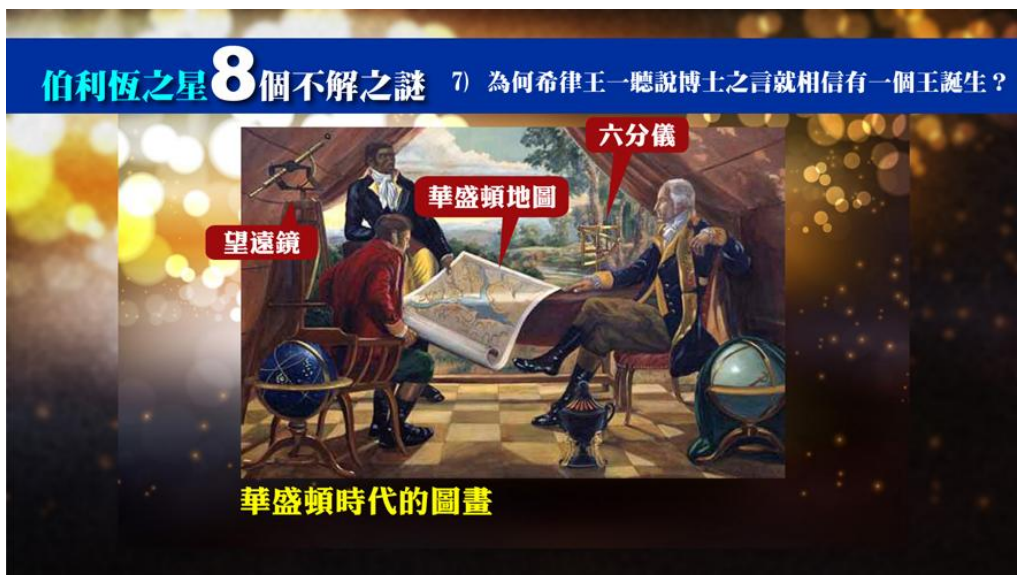 伯利恆之星8個不解之謎 7) 為何希律王一聽說博士之言就相信有一個王誕生？
六分儀
華盛頓地圖
望遠鏡
華盛頓時代的圖畫